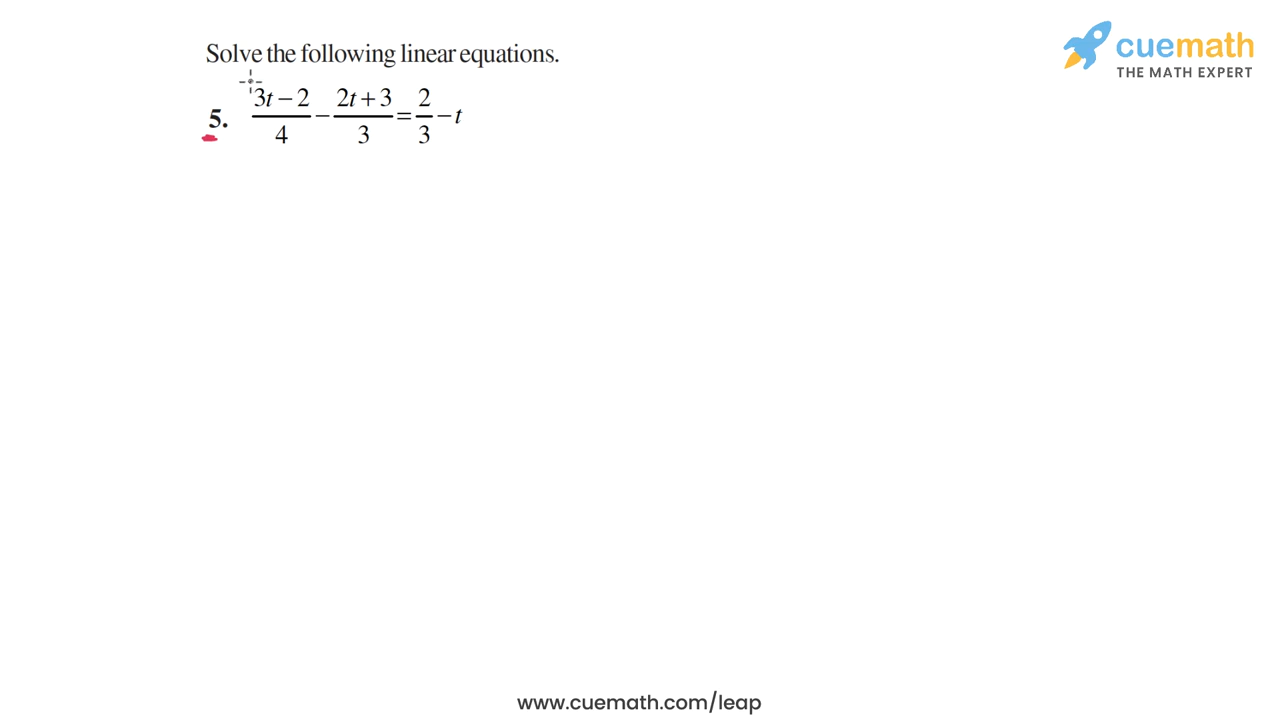 Solve the following linear equations.
5. (3t − 2)/4 − (2t + 3)/3 = 2/3 − t
cuemath
THE MATH EXPERT
www.cuemath.com/leap